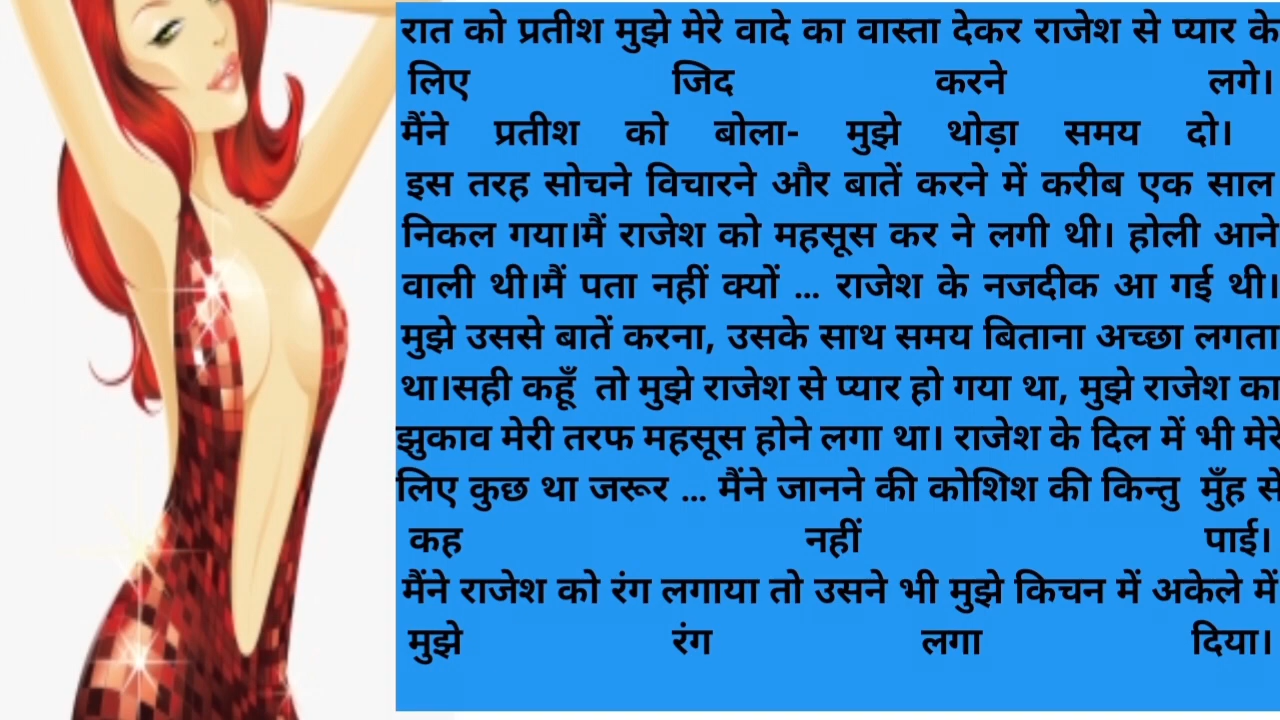 रात को प्रतीश मुझे मेरे वादे का वास्ता देकर राजेश से प्यार के
लिए जिद करने लगे।
मैंने प्रतीश को बोला- मुझे थोड़ा समय दो।
इस तरह सोचने विचारने और बातें करने में करीब एक साल
निकल गया।मैं राजेश को महसूस कर ने लगी थी। होली आने
वाली थी।मैं पता नहीं क्यों ... राजेश के नजदीक आ गई थी।
मुझे उससे बातें करना, उसके साथ समय बिताना अच्छा लगता
था।सही कहूँ तो मुझे राजेश से प्यार हो गया था, मुझे राजेश का
झुकाव मेरी तरफ महसूस होने लगा था। राजेश के दिल में भी मेरे
लिए कुछ था जरूर ... मैंने जानने की कोशिश की किन्तु मुँह से
कह नहीं पाई।
मैंने राजेश को रंग लगाया तो उसने भी मुझे किचन में अकेले में
मुझे रंग लगा दिया।